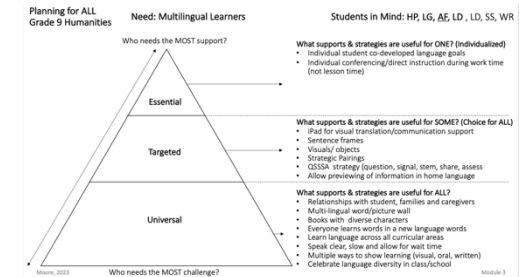 Planning for ALL
Grade 9 Humanities
Need: Multilingual Learners
Students in Mind: HP, LG, AF, LD , LD, SS, WR
Who needs the MOST support?
Essential
Targeted
Universal
Who needs the MOST challenge?
What supports & strategies are useful for ONE? (Individualized)
• Individual student co-developed language goals
• Individual conferencing/direct instruction during work time
(not lesson time)
What supports & strategies are useful for SOME? (Choice for ALL)
• iPad for visual translation/communication support
• Sentence frames
• Visuals/ objects
• Strategic Pairings
• QSSSA strategy (question, signal, stem, share, assess
• Allow previewing of information in home language
What supports & strategies are useful for ALL?
• Relationships with student, families and caregivers
• Multi-lingual word/picture wall
• Books with diverse characters
• Everyone learns words in a new language words
• Learn language across all curricular areas
• Speak clear, slow and allow for wait time
• Multiple ways to show learning (visual, oral, written)
• Celebrate language diversity in class/school
Moore, 2023
Module 3